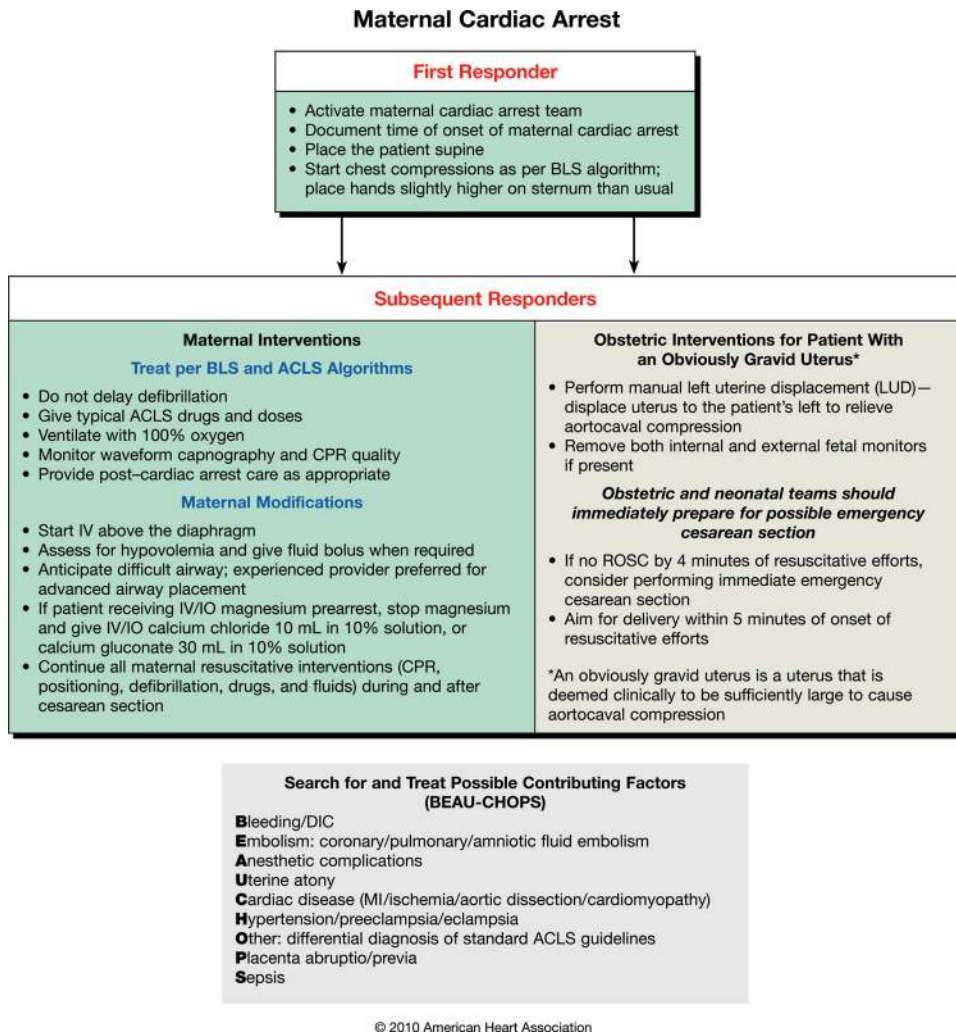 Maternal Cardiac Arrest
First Responder
• Activate maternal cardiac arrest team
• Document time of onset of maternal cardiac arrest
• Place the patient supine
• Start chest compressions as per BLS algorithm;
place hands slightly higher on sternum than usual
Subsequent Responders
Maternal Interventions
Treat per BLS and ACLS Algorithms
• Do not delay defibrillation
• Give typical ACLS drugs and doses
• Ventilate with 100% oxygen
• Monitor waveform capnography and CPR quality
• Provide post–cardiac arrest care as appropriate
Maternal Modifications
• Start IV above the diaphragm
• Assess for hypovolemia and give fluid bolus when required
• Anticipate difficult airway; experienced provider preferred for
advanced airway placement
• If patient receiving IV/IO magnesium prearrest, stop magnesium
and give IV/IO calcium chloride 10 mL in 10% solution, or
calcium gluconate 30 mL in 10% solution
• Continue all maternal resuscitative interventions (CPR,
positioning, defibrillation, drugs, and fluids) during and after
cesarean section
Obstetric Interventions for Patient With
an Obviously Gravid Uterus*
• Perform manual left uterine displacement (LUD)—
displace uterus to the patient's left to relieve
aortocaval compression
• Remove both internal and external fetal monitors
if present
Obstetric and neonatal teams should
immediately prepare for possible emergency
cesarean section
• If no ROSC by 4 minutes of resuscitative efforts,
consider performing immediate emergency
cesarean section
• Aim for delivery within 5 minutes of onset of
resuscitative efforts
*An obviously gravid uterus is a uterus that is
deemed clinically to be sufficiently large to cause
aortocaval compression
Search for and Treat Possible Contributing Factors
(BEAU-CHOPS)
Bleeding/DIC
Embolism: coronary/pulmonary/amniotic fluid embolism
Anesthetic complications
Uterine atony
Cardiac disease (MI/ischemia/aortic dissection/cardiomyopathy)
Hypertension/preeclampsia/eclampsia
Other: differential diagnosis of standard ACLS guidelines
Placenta abruptio/previa
Sepsis
© 2010 American Heart Association